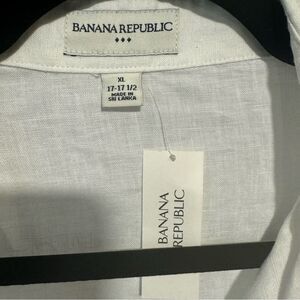 BANANA REPUBLIC
XL
17-17 1/2
MADE IN
SRI LANKA
BANANA
REPUBLIC